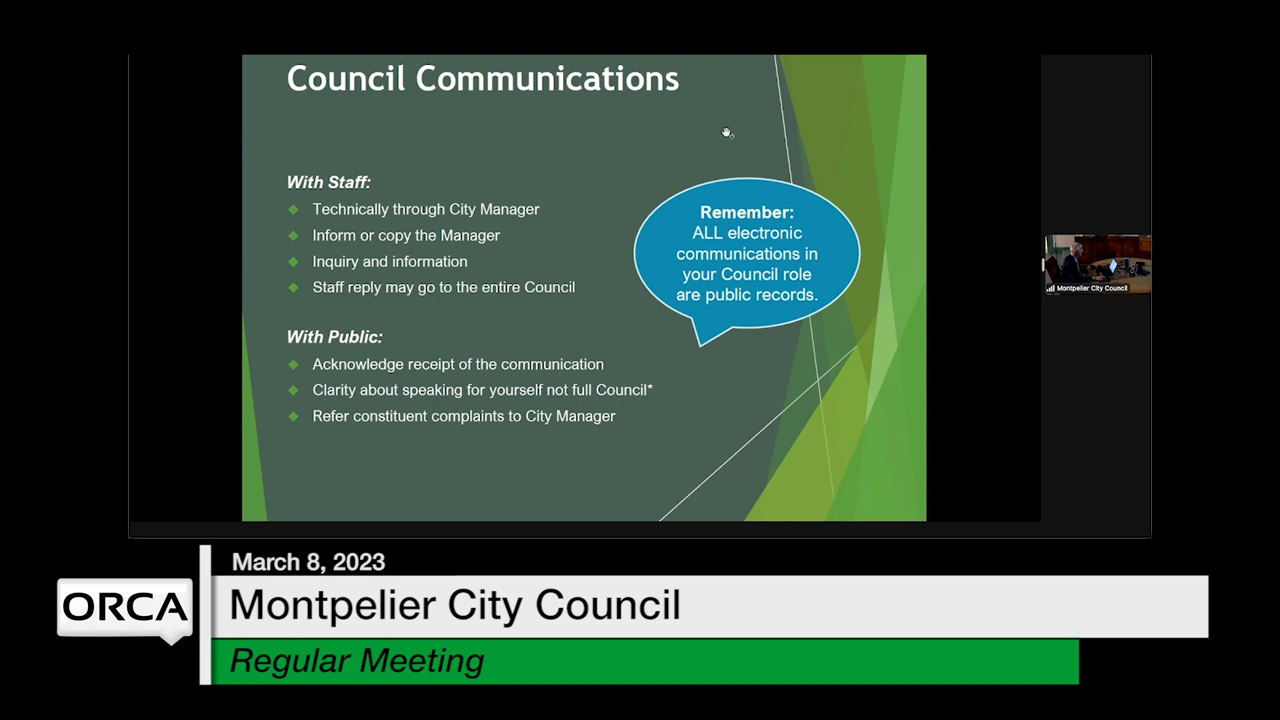 Council Communications
With Staff:
Technically through City Manager
Inform or copy the Manager
Inquiry and information
Staff reply may go to the entire Council
With Public:
Acknowledge receipt of the communication
Clarity about speaking for yourself not full Council*
Refer constituent complaints to City Manager
Remember:
ALL electronic
communications in
your Council role
are public records.
Montpelier City Council
March 8, 2023
ORCA
Montpelier City Council
Regular Meeting